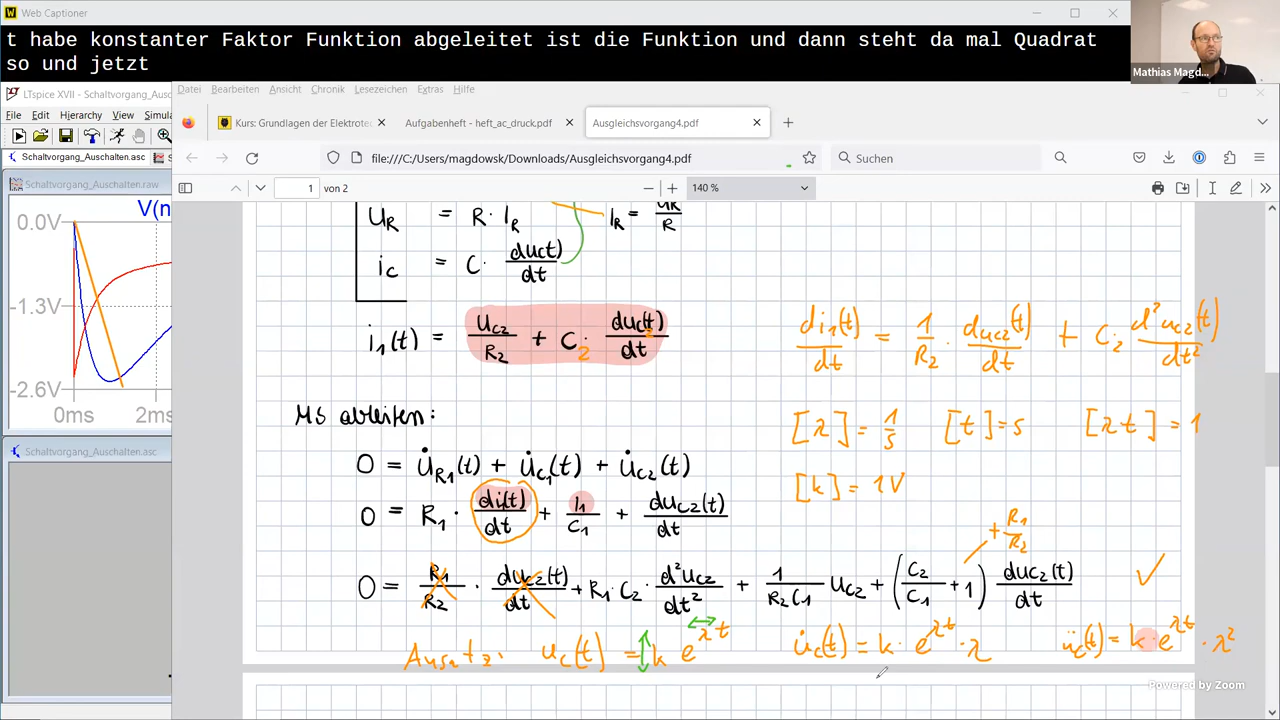 Web Captioner
t habe konstanter Faktor Funktion abgeleitet ist die Funktion und dann steht da mal Quadrat
so und jetzt
Mathias Magd...
LTspice XVII - Schaltvorgang_Aus
File Edit Hierarchy View Simula
Schaltvorgang_Auschalten.asc
Schaltvorgang_Auschalten.raw
V(n
0.0V
-1.3V
-2.6V
0ms 2ms
Schaltvorgang_Auschalten.asc
Datei Bearbeiten Ansicht Chronik Lesezeichen Extras Hilfe
Kurs: Grundlagen der Elektrotec
Aufgabenheft - heft_ac_druck.pdf
Ausgleichsvorgang4.pdf
file:///C:/Users/magdowsk/Downloads/Ausgleichsvorgang4.pdf
Suchen
1 von 2
140 %
u_R = R · I_R I_R = u_R/R
i_C = C · du_C(t)/dt
i_1(t) = u_C2/R_2 + C_2 · du_C2(t)/dt
di_1(t)/dt = 1/R_2 · du_C2(t)/dt + C_2 · d²u_C2(t)/dt²
MS ableiten:
[λ] = 1/s [t] = s [λt] = 1
0 = u̇_R1(t) + u̇_C1(t) + u̇_C2(t)
[k] = 1V
0 = R_1 · di_1(t)/dt + I_1/C_1 + du_C2(t)/dt
+ R_1/R_2
0 = R_1/R_2 · du_C2(t)/dt + R_1 · C_2 · d²u_C2/dt² + 1/(R_2 C_1) u_C2 + (C_2/C_1 + 1) du_C2(t)/dt ✓
Ansatz: u_C(t) = k e^{λt} u̇_C(t) = k · e^{λt} · λ ü_C(t) = k · e^{λt} · λ²
Powered by Zoom